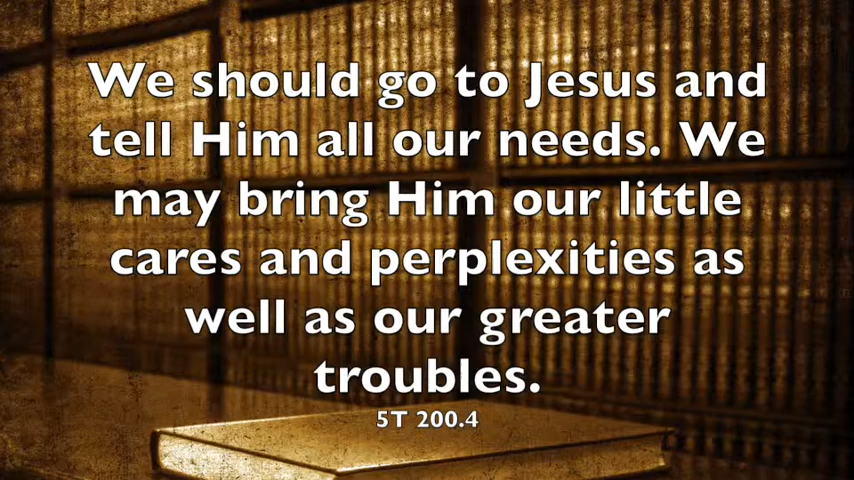 We should go to Jesus and
tell Him all our needs. We
may bring Him our little
cares and perplexities as
well as our greater
troubles.
5T 200.4